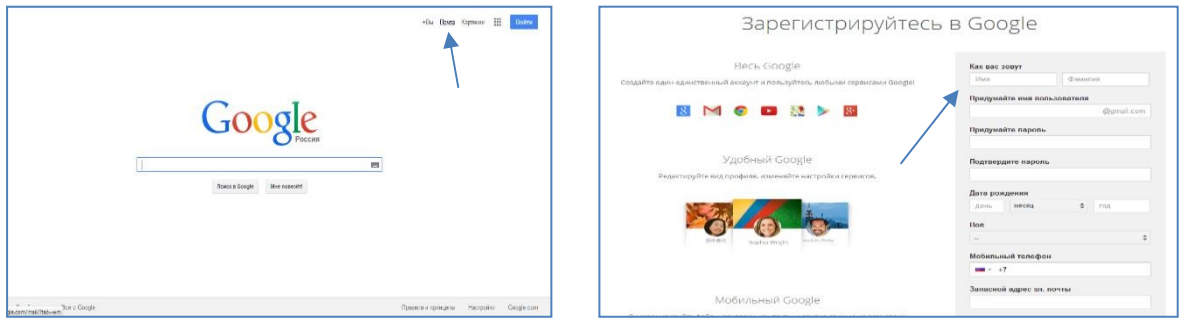 +Вы Почта Картинки Войти
Google
Россия
Поиск в Google Мне повезёт!
Все о Google
Правила и принципы Настройки Google.com
Зарегистрируйтесь в Google
Весь Google
Создайте один единственный аккаунт и пользуйтесь любыми сервисами Google!
Удобный Google
Редактируйте вид профиля, изменяйте настройки сервисов.
Sophia Wright
Мобильный Google
Как вас зовут
Имя Фамилия
Придумайте имя пользователя
@gmail.com
Придумайте пароль
Подтвердите пароль
Дата рождения
день месяц год
Пол
--
Мобильный телефон
+7
Запасной адрес эл. почты